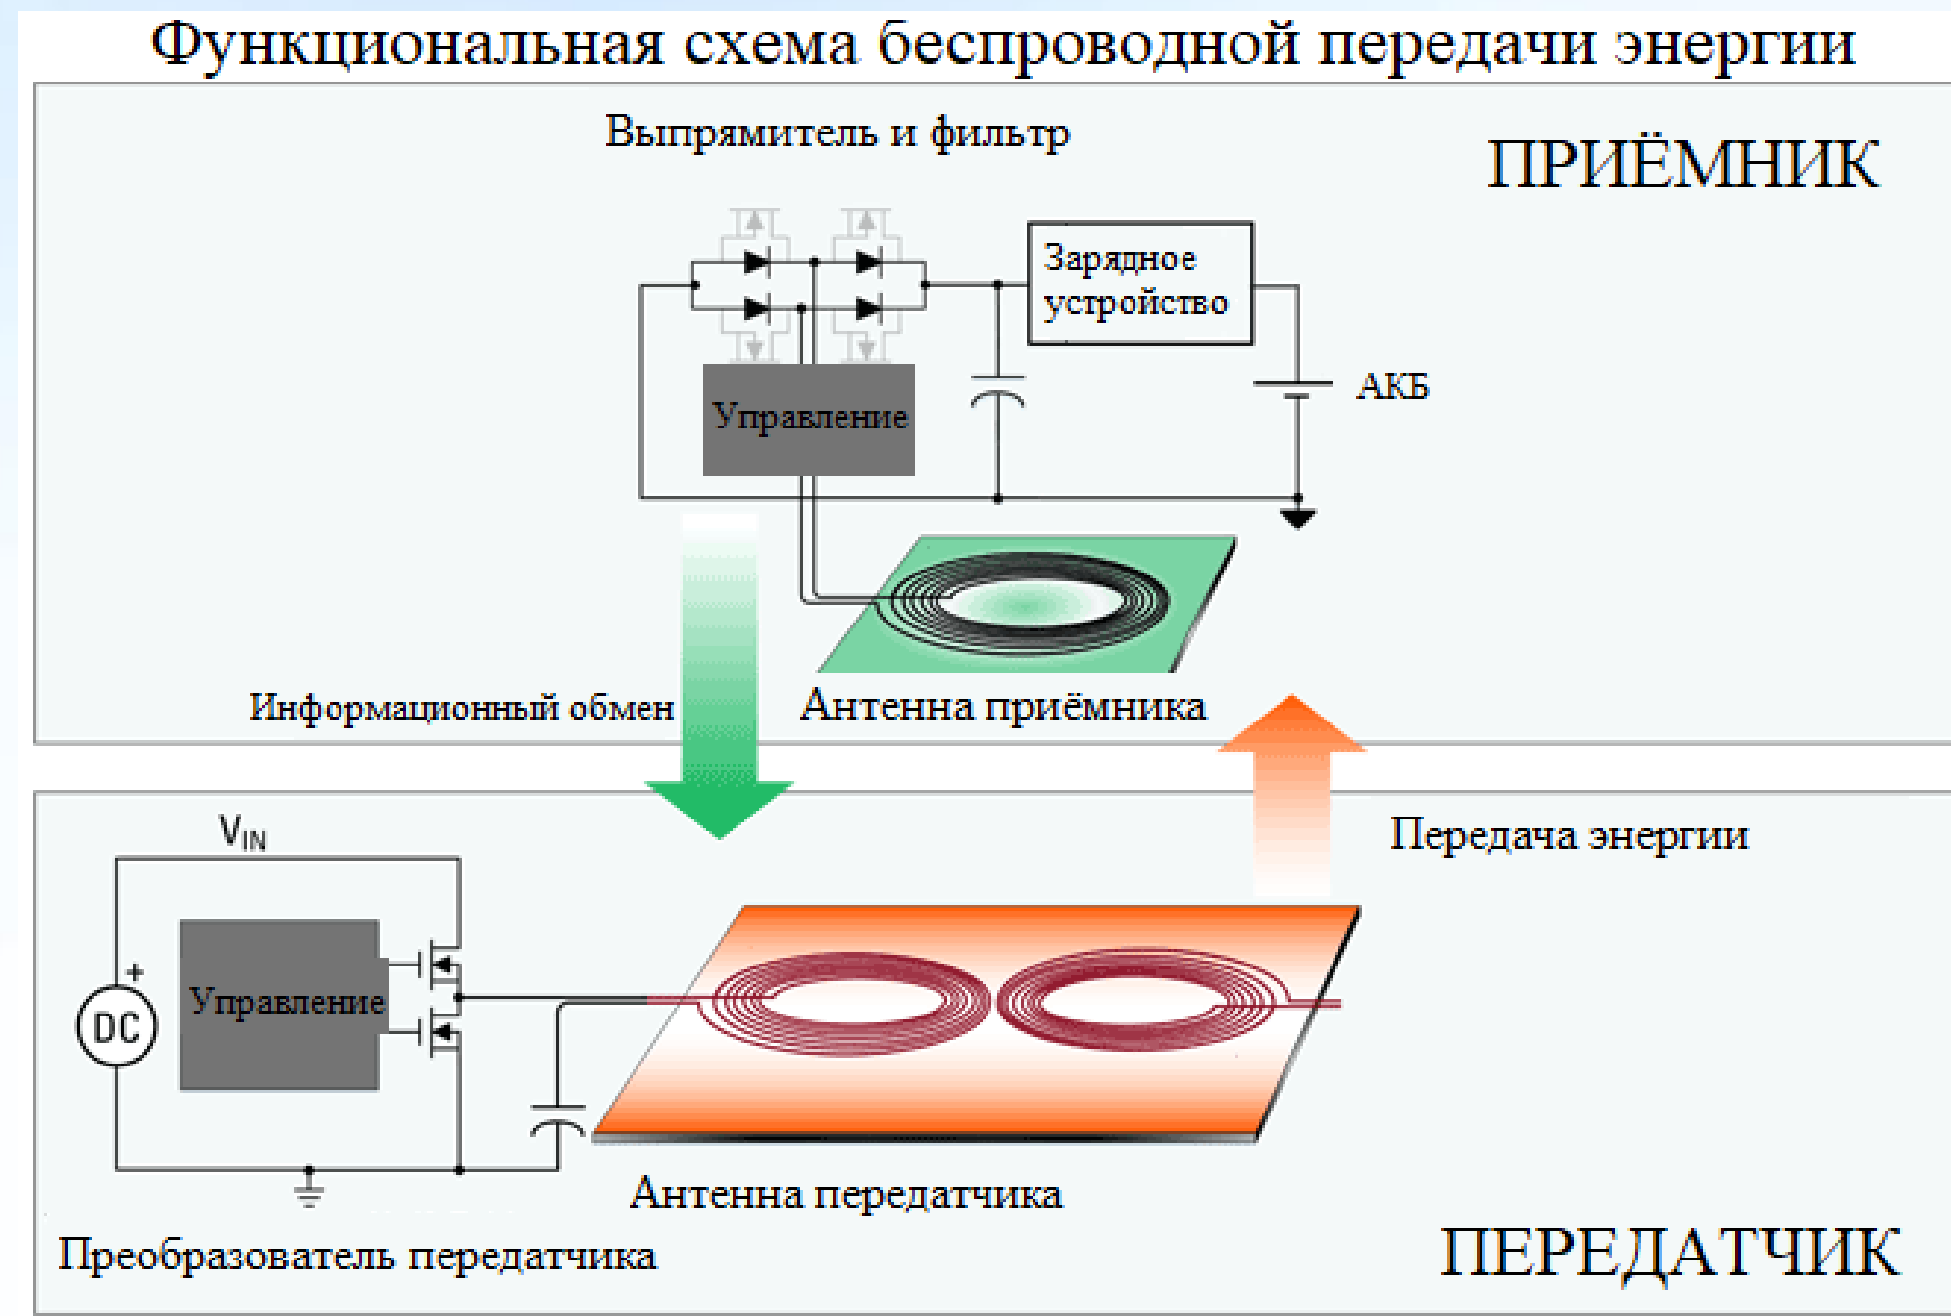 Функциональная схема беспроводной передачи энергии
Выпрямитель и фильтр
ПРИЁМНИК
Зарядное
устройство
АКБ
Управление
Информационный обмен
Антенна приёмника
Передача энергии
VIN
Управление
+
DC
Антенна передатчика
Преобразователь передатчика
ПЕРЕДАТЧИК